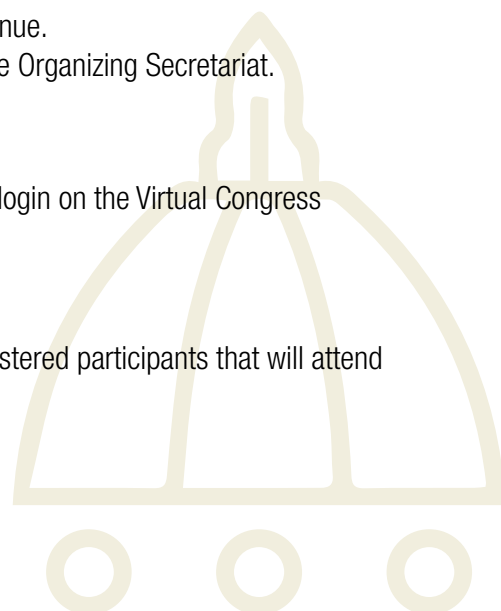 nue.
e Organizing Secretariat.
login on the Virtual Congress
stered participants that will attend